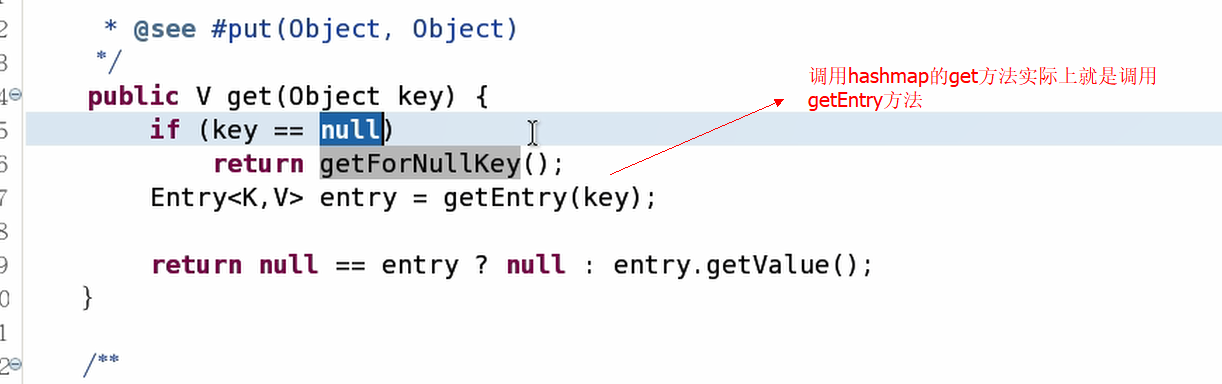 2 * @see #put(Object, Object)
3 */
4 public V get(Object key) {
5 if (key == null)
调用hashmap的get方法实际上就是调用
getEntry方法
6 return getForNullKey();
7 Entry<K,V> entry = getEntry(key);
8
9 return null == entry ? null : entry.getValue();
0 }
1
2 /**